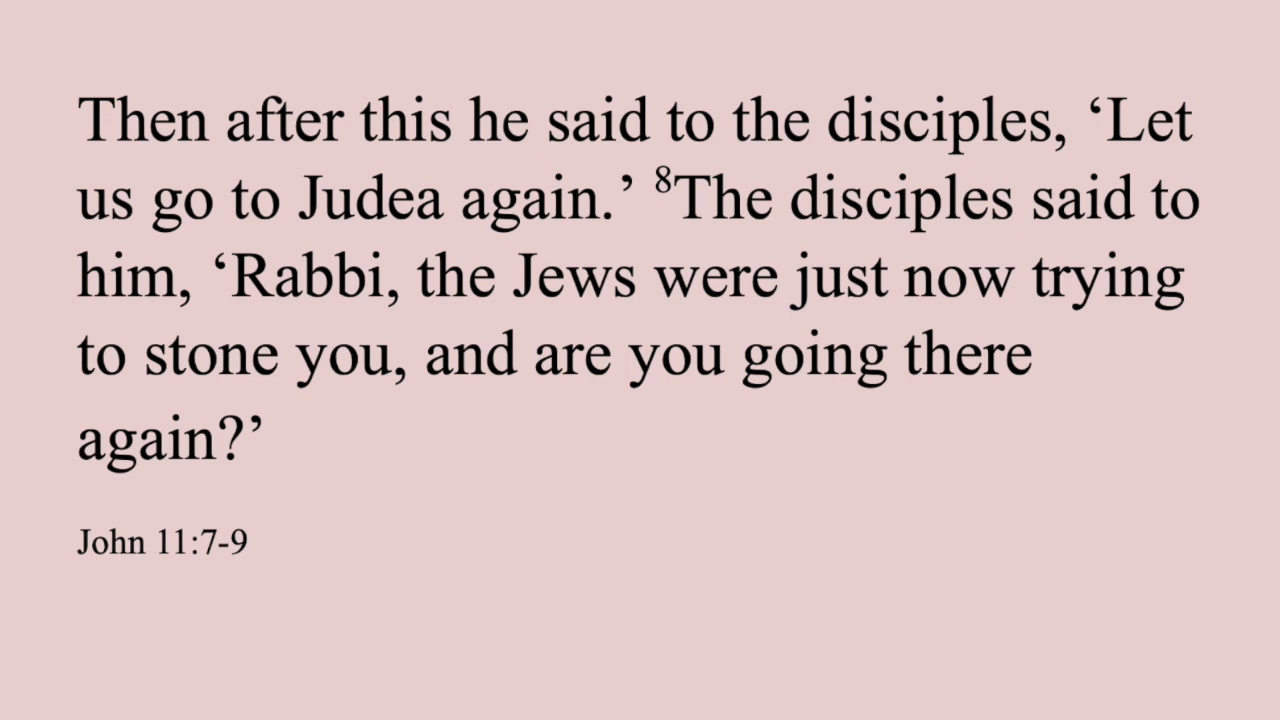 Then after this he said to the disciples, ‘Let
us go to Judea again.’ ⁸The disciples said to
him, ‘Rabbi, the Jews were just now trying
to stone you, and are you going there
again?’
John 11:7-9